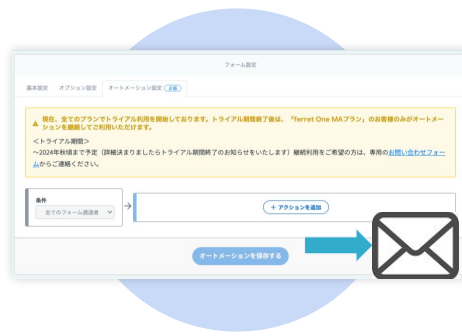 フォーム設定
基本設定 オプション設定 オートメーション設定
現在、全てのプランでトライアル利用を開始しております。トライアル期間終了後は、「ferret One MAプラン」のお客様のみがオートメー
ションを継続してご利用いただけます。
＜トライアル期間＞
～2024年秋頃まで予定（詳細決まりましたらトライアル期間終了のお知らせをいたします）継続利用をご希望の方は、専用のお問い合わせフォー
ムからご連絡ください。
条件
全てのフォーム通過者
+ アクションを追加
オートメーションを保存する